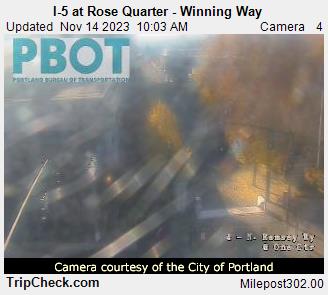 I-5 at Rose Quarter - Winning Way
Updated Nov 14 2023 10:03 AM Camera 4
PBOT
PORTLAND BUREAU OF TRANSPORTATION
Camera courtesy of the City of Portland
TripCheck.com Milepost302.00